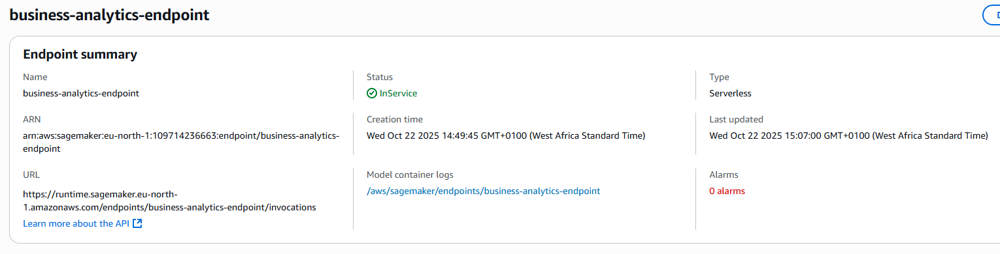 business-analytics-endpoint
Endpoint summary
Name
business-analytics-endpoint
Status
InService
Type
Serverless
ARN
arn:aws:sagemaker:eu-north-1:109714236663:endpoint/business-analytics-
endpoint
Creation time
Wed Oct 22 2025 14:49:45 GMT+0100 (West Africa Standard Time)
Last updated
Wed Oct 22 2025 15:07:00 GMT+0100 (West Africa Standard Time)
URL
https://runtime.sagemaker.eu-north-
1.amazonaws.com/endpoints/business-analytics-endpoint/invocations
Learn more about the API
Model container logs
/aws/sagemaker/endpoints/business-analytics-endpoint
Alarms
0 alarms